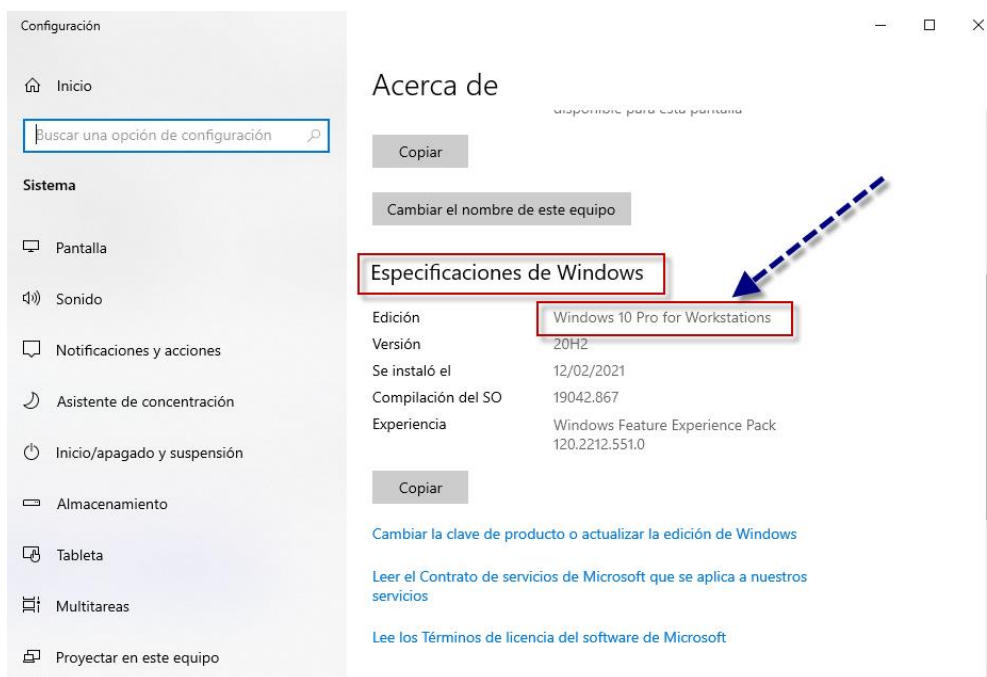 Configuración
Inicio
Buscar una opción de configuración
Sistema
Pantalla
Sonido
Notificaciones y acciones
Asistente de concentración
Inicio/apagado y suspensión
Almacenamiento
Tableta
Multitareas
Proyectar en este equipo
Acerca de
disponible para esta pantalla
Copiar
Cambiar el nombre de este equipo
Especificaciones de Windows
Edición Windows 10 Pro for Workstations
Versión 20H2
Se instaló el 12/02/2021
Compilación del SO 19042.867
Experiencia Windows Feature Experience Pack
120.2212.551.0
Copiar
Cambiar la clave de producto o actualizar la edición de Windows
Leer el Contrato de servicios de Microsoft que se aplica a nuestros
servicios
Lee los Términos de licencia del software de Microsoft